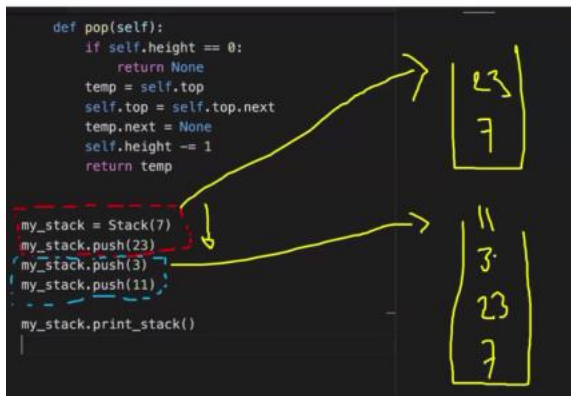 def pop(self):
if self.height == 0:
return None
temp = self.top
self.top = self.top.next
temp.next = None
self.height -= 1
return temp
my_stack = Stack(7)
my_stack.push(23)
my_stack.push(3)
my_stack.push(11)
my_stack.print_stack()
23
7
11
3
23
7